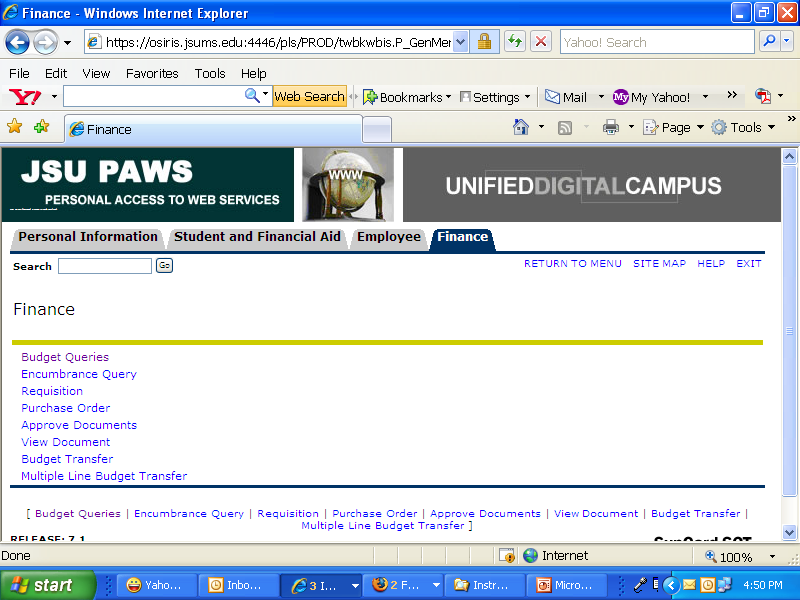 Finance - Windows Internet Explorer
https://osiris.jsums.edu:4446/pls/PROD/twbkwbis.P_GenMer
Yahoo! Search
File Edit View Favorites Tools Help
Y! Web Search Bookmarks Settings Mail My My Yahoo! »
Finance Page Tools »
JSU PAWS
PERSONAL ACCESS TO WEB SERVICES
WWW
UNIFIEDDIGITALCAMPUS
Personal Information Student and Financial Aid Employee Finance
Search Go RETURN TO MENU SITE MAP HELP EXIT
Finance
Budget Queries
Encumbrance Query
Requisition
Purchase Order
Approve Documents
View Document
Budget Transfer
Multiple Line Budget Transfer
[ Budget Queries | Encumbrance Query | Requisition | Purchase Order | Approve Documents | View Document | Budget Transfer |
Multiple Line Budget Transfer ]
RELEASE: 7.1
Done Internet 100%
start Yaho... Inbo... 3 I... 2 F... Instr... Micro... 4:50 PM